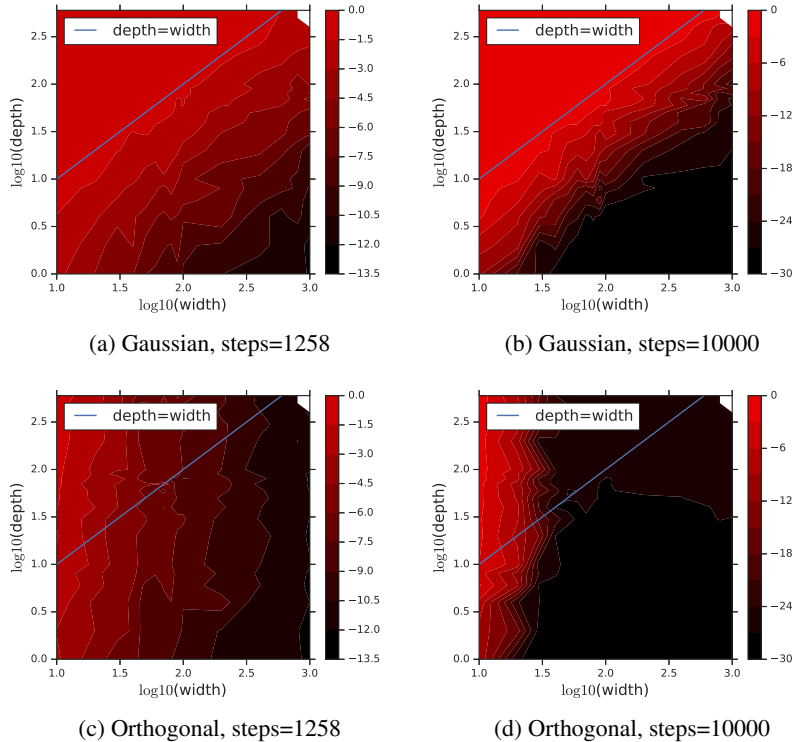 depth=width
log10(depth)
2.5
2.0
1.5
1.0
0.5
0.0
1.0 1.5 2.0 2.5 3.0
log10(width)
0.0
−1.5
−3.0
−4.5
−6.0
−7.5
−9.0
−10.5
−12.0
−13.5
(a) Gaussian, steps=1258
depth=width
log10(depth)
2.5
2.0
1.5
1.0
0.5
0.0
1.0 1.5 2.0 2.5 3.0
log10(width)
0
−6
−12
−18
−24
−30
(b) Gaussian, steps=10000
depth=width
log10(depth)
2.5
2.0
1.5
1.0
0.5
0.0
1.0 1.5 2.0 2.5 3.0
log10(width)
0.0
−1.5
−3.0
−4.5
−6.0
−7.5
−9.0
−10.5
−12.0
−13.5
(c) Orthogonal, steps=1258
depth=width
log10(depth)
2.5
2.0
1.5
1.0
0.5
0.0
1.0 1.5 2.0 2.5 3.0
log10(width)
0
−6
−12
−18
−24
−30
(d) Orthogonal, steps=10000